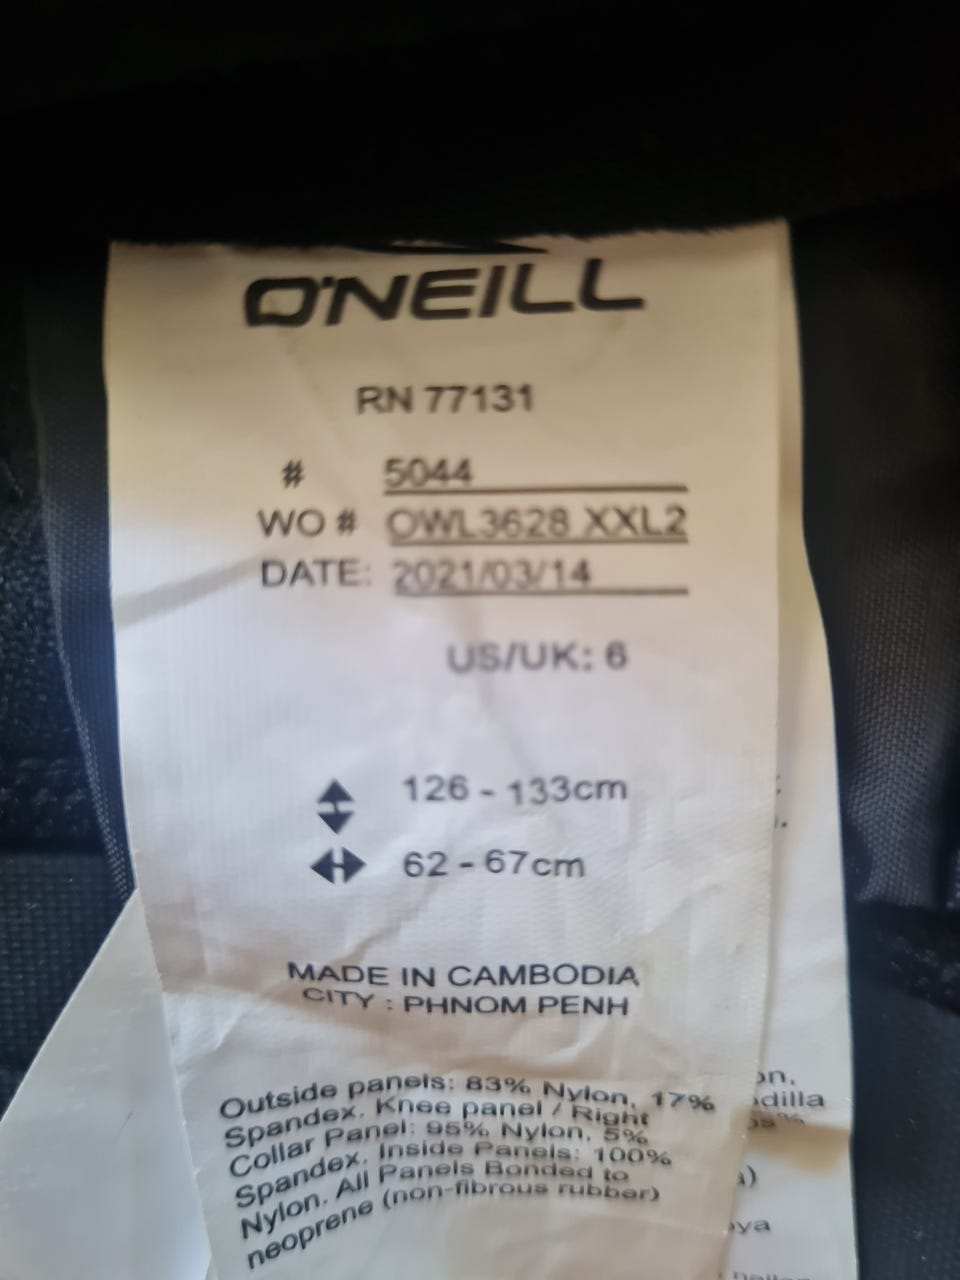 O'NEILL
RN 77131
# 5044
WO # OWL3628 XXL2
DATE: 2021/03/14
US/UK: 6
126 - 133cm
62 - 67cm
MADE IN CAMBODIA
CITY : PHNOM PENH
Outside panels: 83% Nylon, 17%
Spandex. Knee panel / Right
Collar Panel: 95% Nylon, 5%
Spandex. Inside Panels: 100%
Nylon. All Panels Bonded to
neoprene (non-fibrous rubber)